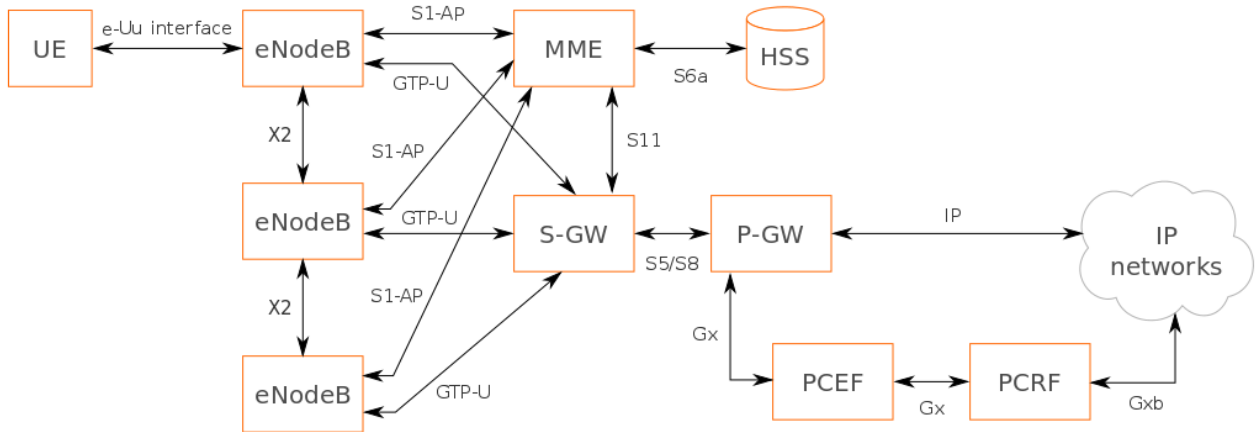 UE
e-Uu interface
eNodeB
S1-AP
MME
S6a
HSS
GTP-U
X2
S1-AP
S11
eNodeB
GTP-U
S-GW
S5/S8
P-GW
IP
IP
networks
X2
S1-AP
Gx
eNodeB
GTP-U
PCEF
Gx
PCRF
Gxb